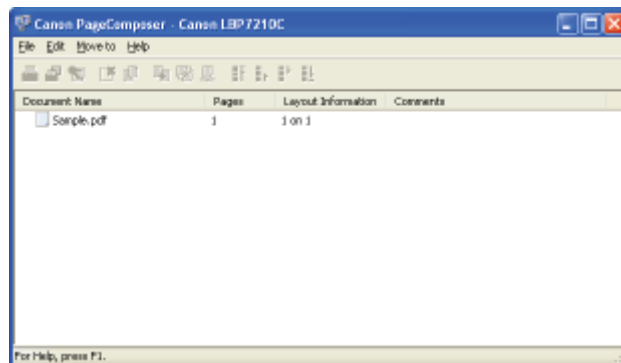 Canon PageComposer - Canon LBP7210C
File Edit Move to Help
Document Name Pages Layout Information Comments
Sample.pdf 1 1 on 1
For Help, press F1.